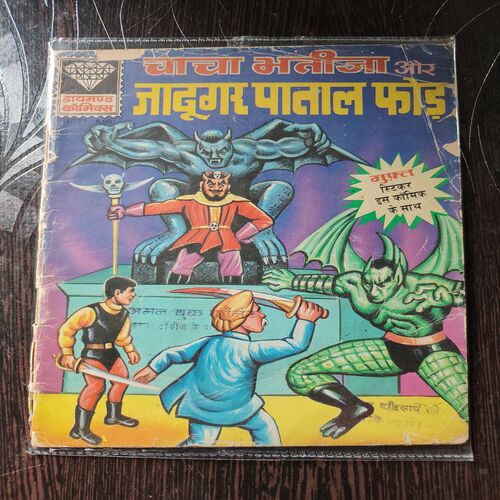 चाचा भतीजा और
जादूगर पाताल फोड़
डायमण्ड
कॉमिक्स
मुफ्त
स्टिकर
इस कॉमिक
के साथ